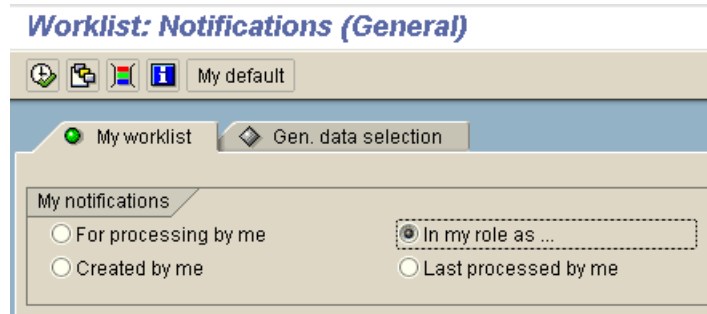 Worklist: Notifications (General)
My default
My worklist Gen. data selection
My notifications
For processing by me In my role as ...
Created by me Last processed by me